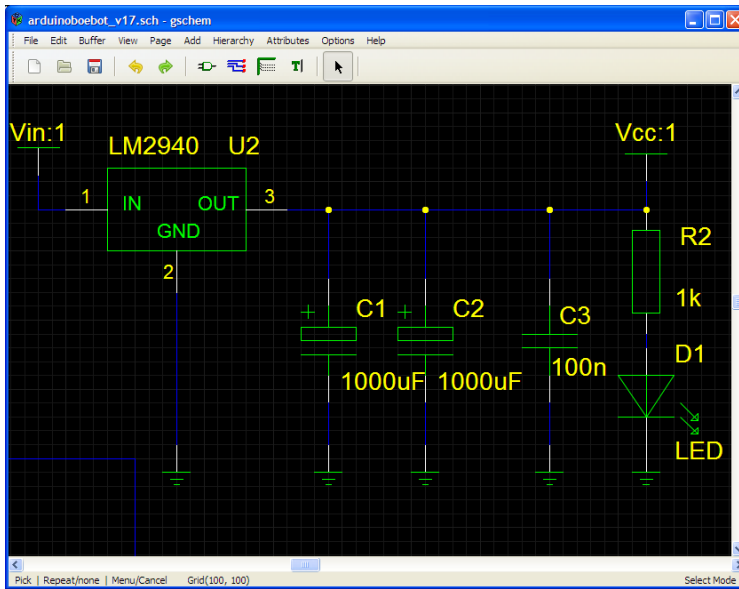 arduinoboebot_v17.sch - gschem
File Edit Buffer View Page Add Hierarchy Attributes Options Help
Vin:1
LM2940 U2
Vcc:1
1
IN OUT
3
GND
2
R2
1k
+ C1
+ C2
C3
1000uF
1000uF
100n
D1
LED
Pick | Repeat/none | Menu/Cancel Grid(100, 100)
Select Mode